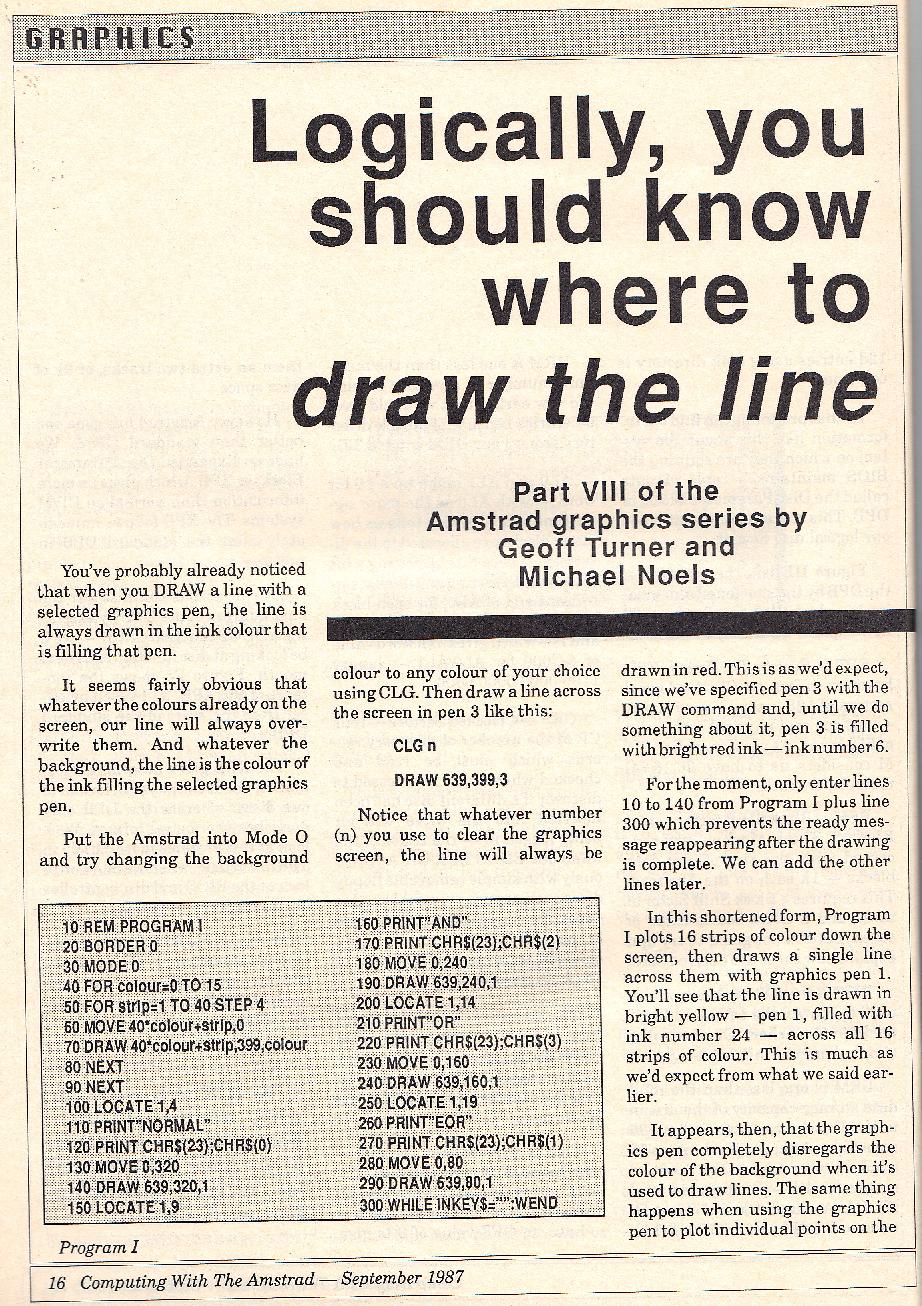 GRAPHICS
Logically, you
should know
where to
draw the line
Part VIII of the
Amstrad graphics series by
Geoff Turner and
Michael Noels
You've probably already noticed
that when you DRAW a line with a
selected graphics pen, the line is
always drawn in the ink colour that
is filling that pen.
It seems fairly obvious that
whatever the colours already on the
screen, our line will always over-
write them. And whatever the
background, the line is the colour of
the ink filling the selected graphics
pen.
Put the Amstrad into Mode O
and try changing the background
colour to any colour of your choice
using CLG. Then draw a line across
the screen in pen 3 like this:
CLG n
DRAW 639,399,3
Notice that whatever number
(n) you use to clear the graphics
screen, the line will always be
drawn in red. This is as we'd expect,
since we've specified pen 3 with the
DRAW command and, until we do
something about it, pen 3 is filled
with bright red ink — ink number 6.
For the moment, only enter lines
10 to 140 from Program I plus line
300 which prevents the ready mes-
sage reappearing after the drawing
is complete. We can add the other
lines later.
In this shortened form, Program
I plots 16 strips of colour down the
screen, then draws a single line
across them with graphics pen 1.
You'll see that the line is drawn in
bright yellow — pen 1, filled with
ink number 24 — across all 16
strips of colour. This is much as
we'd expect from what we said ear-
lier.
It appears, then, that the graph-
ics pen completely disregards the
colour of the background when it's
used to draw lines. The same thing
happens when using the graphics
pen to plot individual points on the
10 REM PROGRAM I
20 BORDER 0
30 MODE 0
40 FOR colour=0 TO 15
50 FOR strip=1 TO 40 STEP 4
60 MOVE 40*colour+strip,0
70 DRAW 40*colour+strip,399,colour
80 NEXT
90 NEXT
100 LOCATE 1,4
110 PRINT"NORMAL"
120 PRINT CHR$(23);CHR$(0)
130 MOVE 0,320
140 DRAW 639,320,1
150 LOCATE 1,9
160 PRINT"AND"
170 PRINT CHR$(23);CHR$(2)
180 MOVE 0,240
190 DRAW 639,240,1
200 LOCATE 1,14
210 PRINT"OR"
220 PRINT CHR$(23);CHR$(3)
230 MOVE 0,160
240 DRAW 639,160,1
250 LOCATE 1,19
260 PRINT"EOR"
270 PRINT CHR$(23);CHR$(1)
280 MOVE 0,80
290 DRAW 639,80,1
300 WHILE INKEY$="":WEND
Program I
16 Computing With The Amstrad — September 1987